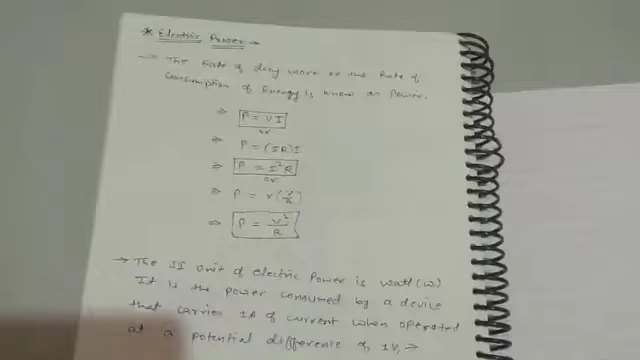 * Electric Power →
→ The Rate of doing work or the Rate of
Consumption of Energy is know as Power.
⇒ P = VI
or
⇒ P = (IR)I
⇒ P = I²R
or
⇒ P = V(V/R)
⇒ P = V²/R
→ The SI Unit of Electric Power is watt (W)
It is the power consumed by a device
that carries 1A of current when operated
at a potential difference of 1V, →